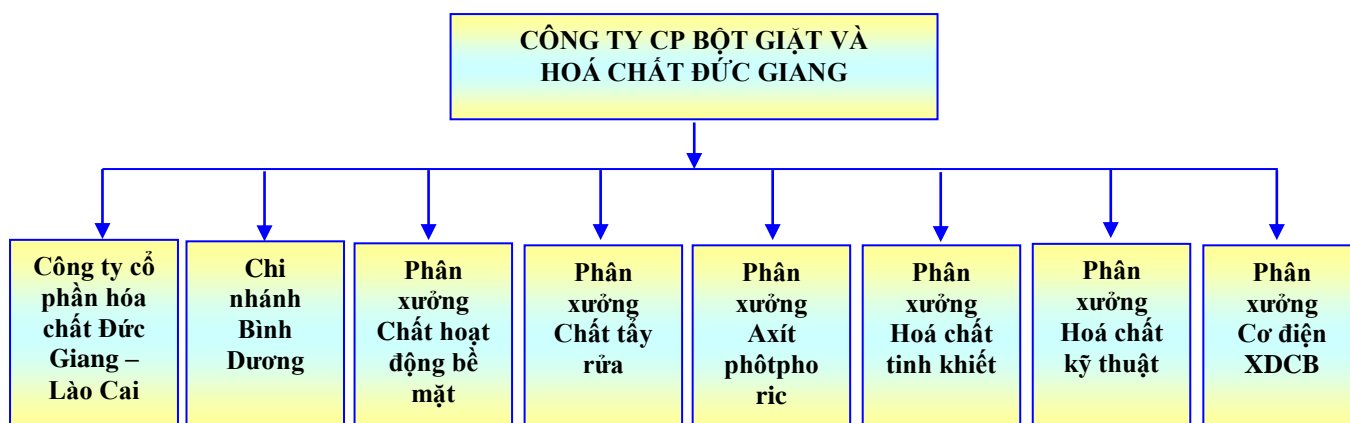 CÔNG TY CP BỘT GIẶT VÀ
HOÁ CHẤT ĐỨC GIANG
Công ty cổ
phần hóa
chất Đức
Giang –
Lào Cai
Chi
nhánh
Bình
Dương
Phân
xưởng
Chất hoạt
động bề
mặt
Phân
xưởng
Chất tẩy
rửa
Phân
xưởng
Axít
phôtpho
ric
Phân
xưởng
Hoá chất
tinh khiết
Phân
xưởng
Hoá chất
kỹ thuật
Phân
xưởng
Cơ điện
XDCB